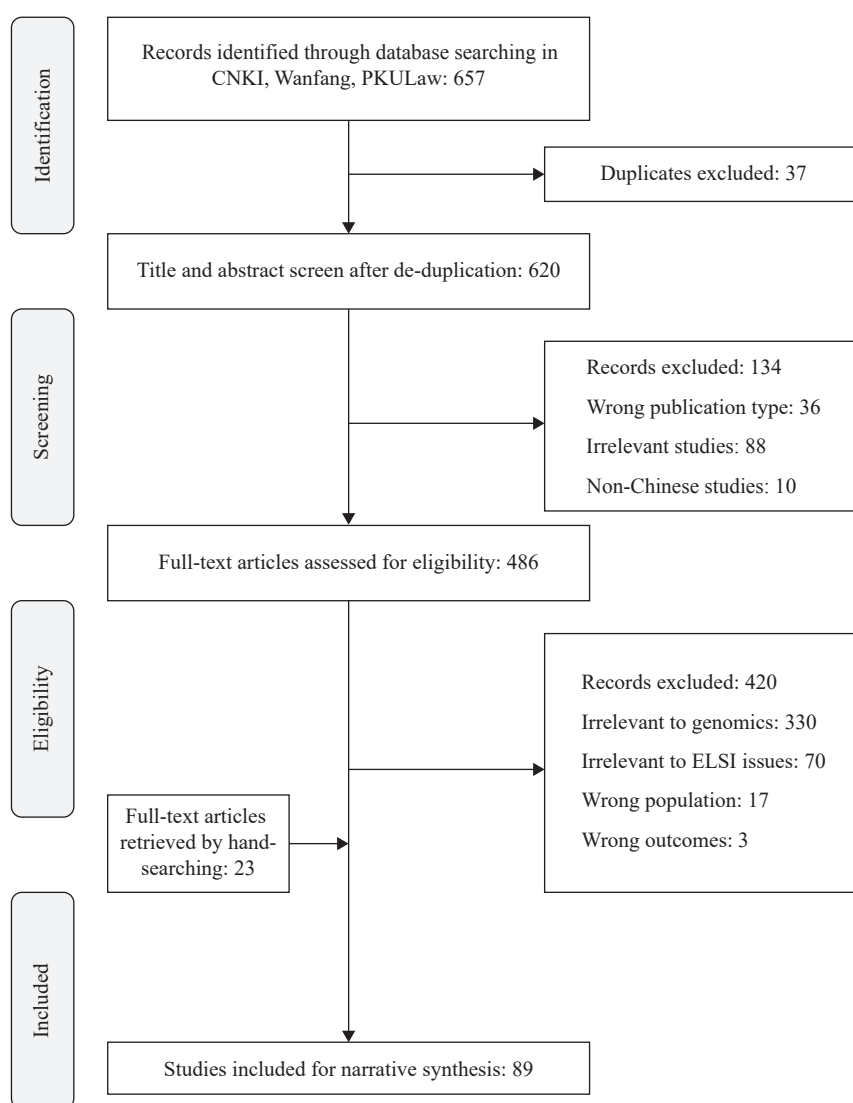 Identification
Records identified through database searching in
CNKI, Wanfang, PKULaw: 657
Duplicates excluded: 37
Title and abstract screen after de-duplication: 620
Screening
Records excluded: 134
Wrong publication type: 36
Irrelevant studies: 88
Non-Chinese studies: 10
Full-text articles assessed for eligibility: 486
Eligibility
Records excluded: 420
Irrelevant to genomics: 330
Irrelevant to ELSI issues: 70
Wrong population: 17
Wrong outcomes: 3
Full-text articles
retrieved by hand-
searching: 23
Included
Studies included for narrative synthesis: 89